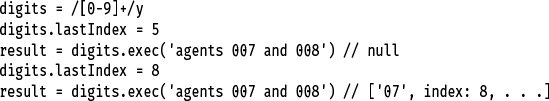 digits = /[0-9]+/y
digits.lastIndex = 5
result = digits.exec('agents 007 and 008') // null
digits.lastIndex = 8
result = digits.exec('agents 007 and 008') // ['07', index: 8, . . .]